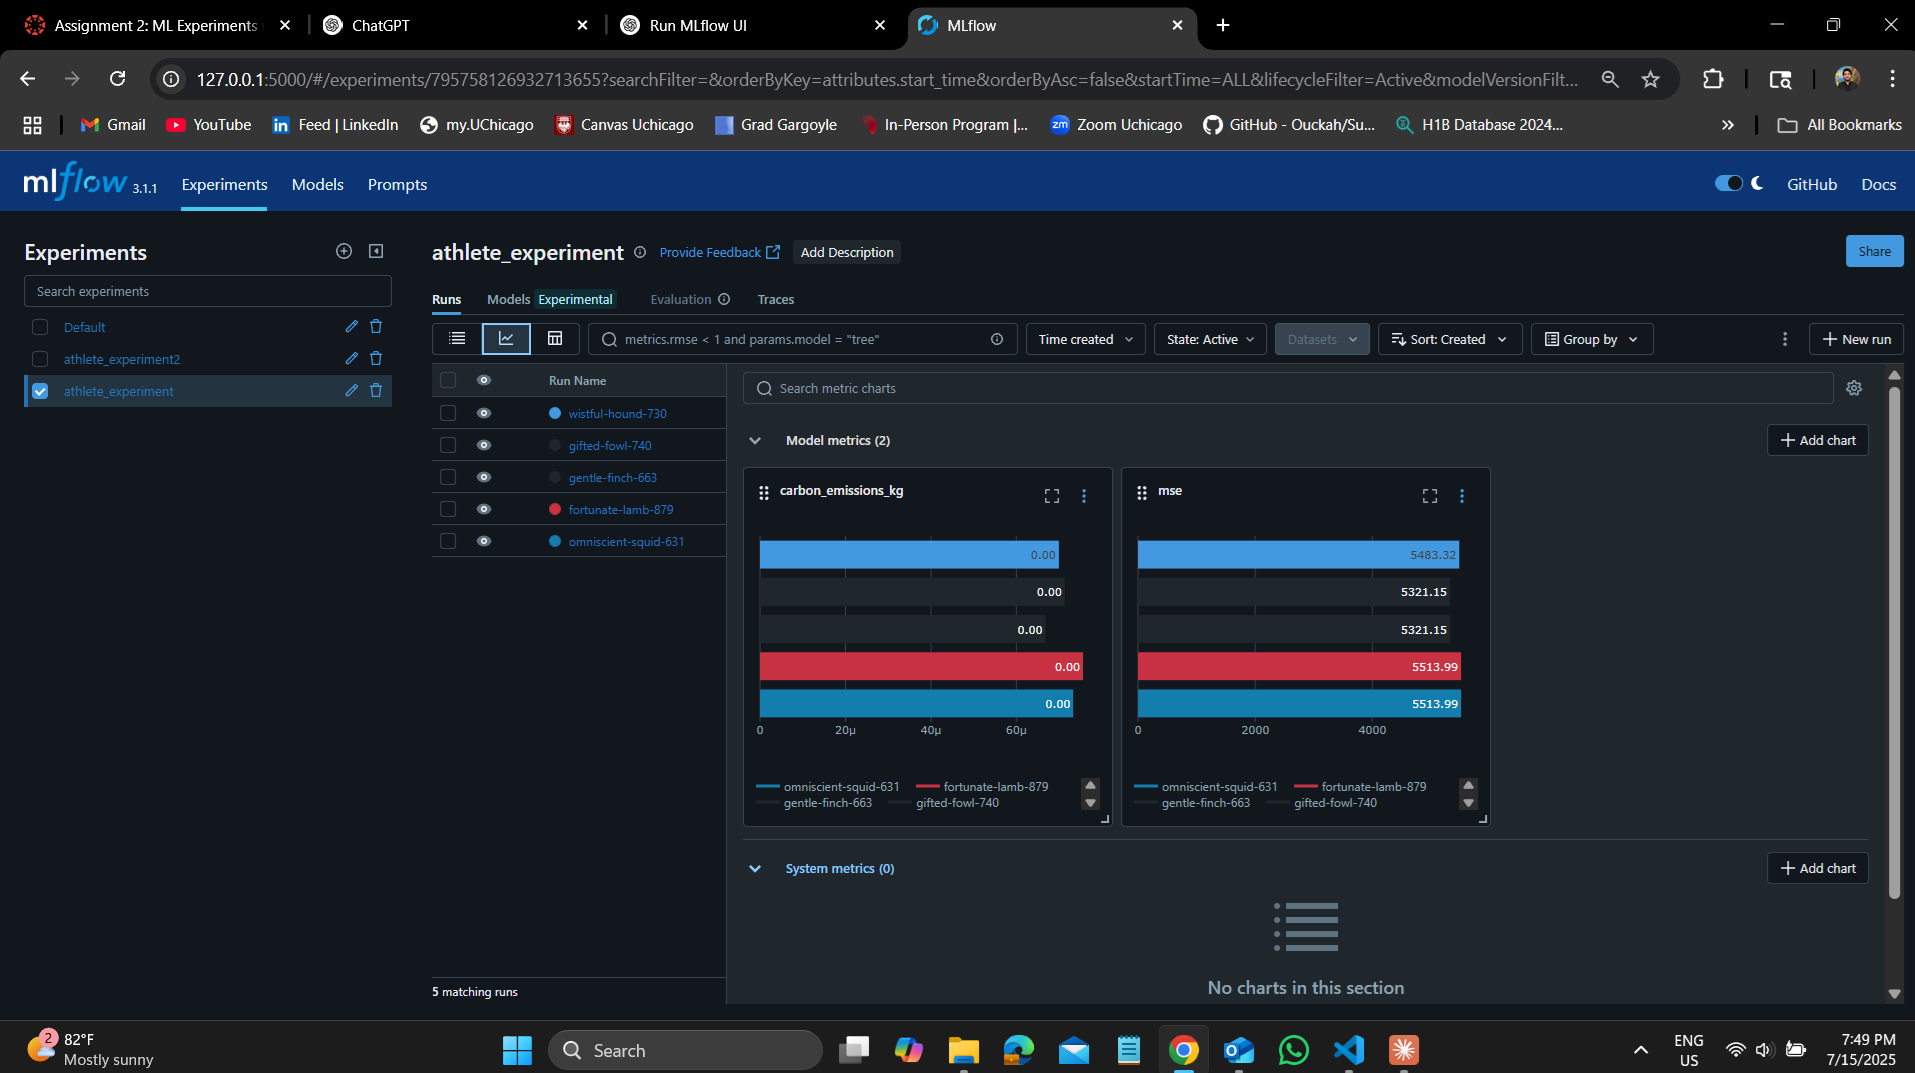 Assignment 2: ML Experiments
ChatGPT
Run MLflow UI
MLflow
127.0.0.1:5000/#/experiments/795758126932713655?searchFilter=&orderByKey=attributes.start_time&orderByAsc=false&startTime=ALL&lifecycleFilter=Active&modelVersionFilt...
Gmail
YouTube
in Feed | LinkedIn
my.UChicago
Canvas Uchicago
Grad Gargoyle
In-Person Program |...
zm Zoom Uchicago
GitHub - Ouckah/Su...
H1B Database 2024...
All Bookmarks
mlflow 3.1.1
Experiments
Models
Prompts
GitHub
Docs
Experiments
Search experiments
Default
athlete_experiment2
athlete_experiment
athlete_experiment
Provide Feedback
Add Description
Share
Runs
Models Experimental
Evaluation
Traces
metrics.rmse < 1 and params.model = "tree"
Time created
State: Active
Datasets
Sort: Created
Group by
New run
Run Name
wistful-hound-730
gifted-fowl-740
gentle-finch-663
fortunate-lamb-879
omniscient-squid-631
5 matching runs
Search metric charts
Model metrics (2)
Add chart
carbon_emissions_kg
0.00
0.00
0.00
0.00
0.00
0 20µ 40µ 60µ
omniscient-squid-631 fortunate-lamb-879
gentle-finch-663 gifted-fowl-740
mse
5483.32
5321.15
5321.15
5513.99
5513.99
0 2000 4000
omniscient-squid-631 fortunate-lamb-879
gentle-finch-663 gifted-fowl-740
System metrics (0)
Add chart
No charts in this section
2
82°F
Mostly sunny
Search
ENG
US
7:49 PM
7/15/2025